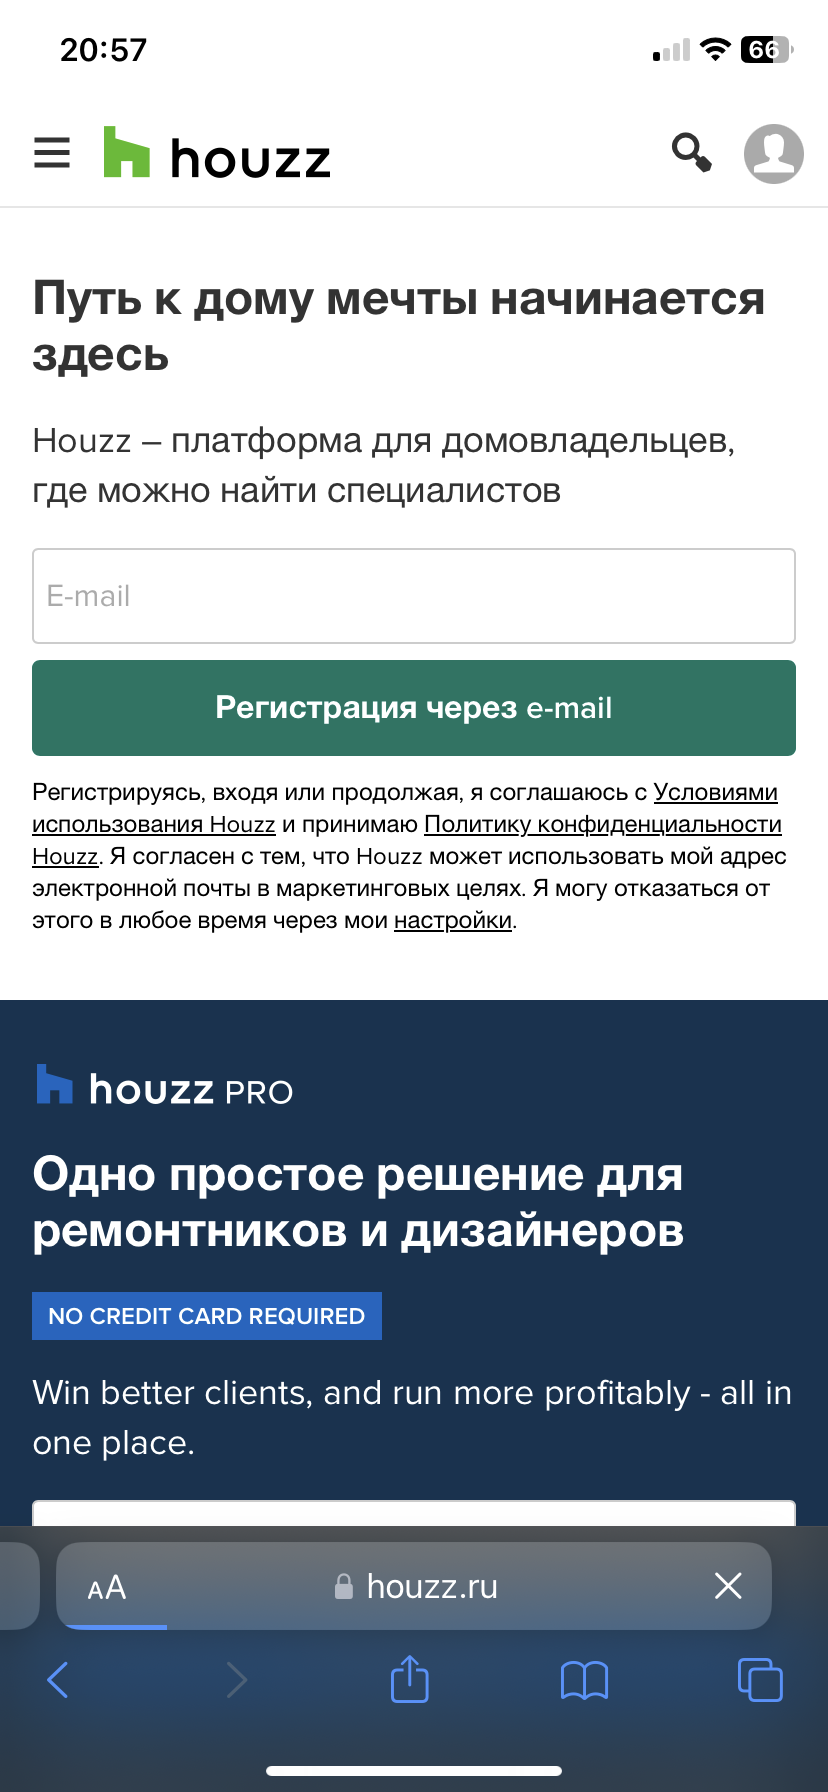 20:57
66
houzz
Путь к дому мечты начинается
здесь
Houzz – платформа для домовладельцев,
где можно найти специалистов
E-mail
Регистрация через e-mail
Регистрируясь, входя или продолжая, я соглашаюсь с Условиями
использования Houzz и принимаю Политику конфиденциальности
Houzz. Я согласен с тем, что Houzz может использовать мой адрес
электронной почты в маркетинговых целях. Я могу отказаться от
этого в любое время через мои настройки.
houzz PRO
Одно простое решение для
ремонтников и дизайнеров
NO CREDIT CARD REQUIRED
Win better clients, and run more profitably - all in
one place.
AA houzz.ru